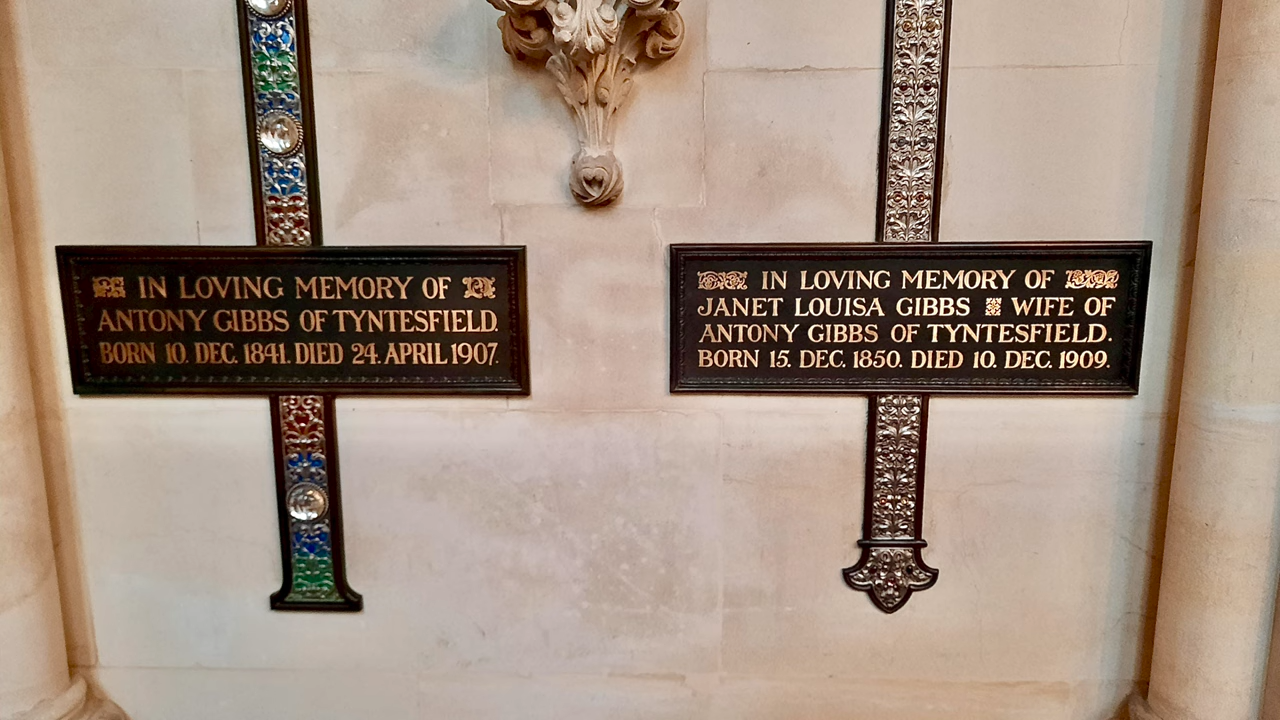 IN LOVING MEMORY OF
ANTONY GIBBS OF TYNTESFIELD.
BORN 10. DEC. 1841. DIED 24. APRIL 1907.
IN LOVING MEMORY OF
JANET LOUISA GIBBS WIFE OF
ANTONY GIBBS OF TYNTESFIELD.
BORN 15. DEC. 1850. DIED 10. DEC. 1909.